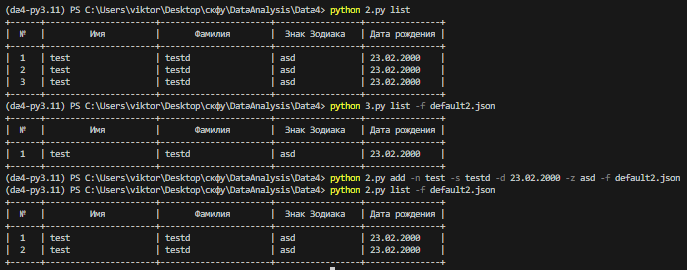 (da4-py3.11) PS C:\Users\viktor\Desktop\скфу\DataAnalysis\Data4> python 2.py list
+-----+----------------------+----------------------+-----------------+---------------+
|  №  |         Имя          |       Фамилия        |  Знак Зодиака   | Дата рождения |
+-----+----------------------+----------------------+-----------------+---------------+
|  1  | test                 | testd                | asd             | 23.02.2000    |
|  2  | test                 | testd                | asd             | 23.02.2000    |
|  3  | test                 | testd                | asd             | 23.02.2000    |
+-----+----------------------+----------------------+-----------------+---------------+
(da4-py3.11) PS C:\Users\viktor\Desktop\скфу\DataAnalysis\Data4> python 3.py list -f default2.json
+-----+----------------------+----------------------+-----------------+---------------+
|  №  |         Имя          |       Фамилия        |  Знак Зодиака   | Дата рождения |
+-----+----------------------+----------------------+-----------------+---------------+
|  1  | test                 | testd                | asd             | 23.02.2000    |
+-----+----------------------+----------------------+-----------------+---------------+
(da4-py3.11) PS C:\Users\viktor\Desktop\скфу\DataAnalysis\Data4> python 2.py add -n test -s testd -d 23.02.2000 -z asd -f default2.json
(da4-py3.11) PS C:\Users\viktor\Desktop\скфу\DataAnalysis\Data4> python 2.py list -f default2.json
+-----+----------------------+----------------------+-----------------+---------------+
|  №  |         Имя          |       Фамилия        |  Знак Зодиака   | Дата рождения |
+-----+----------------------+----------------------+-----------------+---------------+
|  1  | test                 | testd                | asd             | 23.02.2000    |
|  2  | test                 | testd                | asd             | 23.02.2000    |
+-----+----------------------+----------------------+-----------------+---------------+